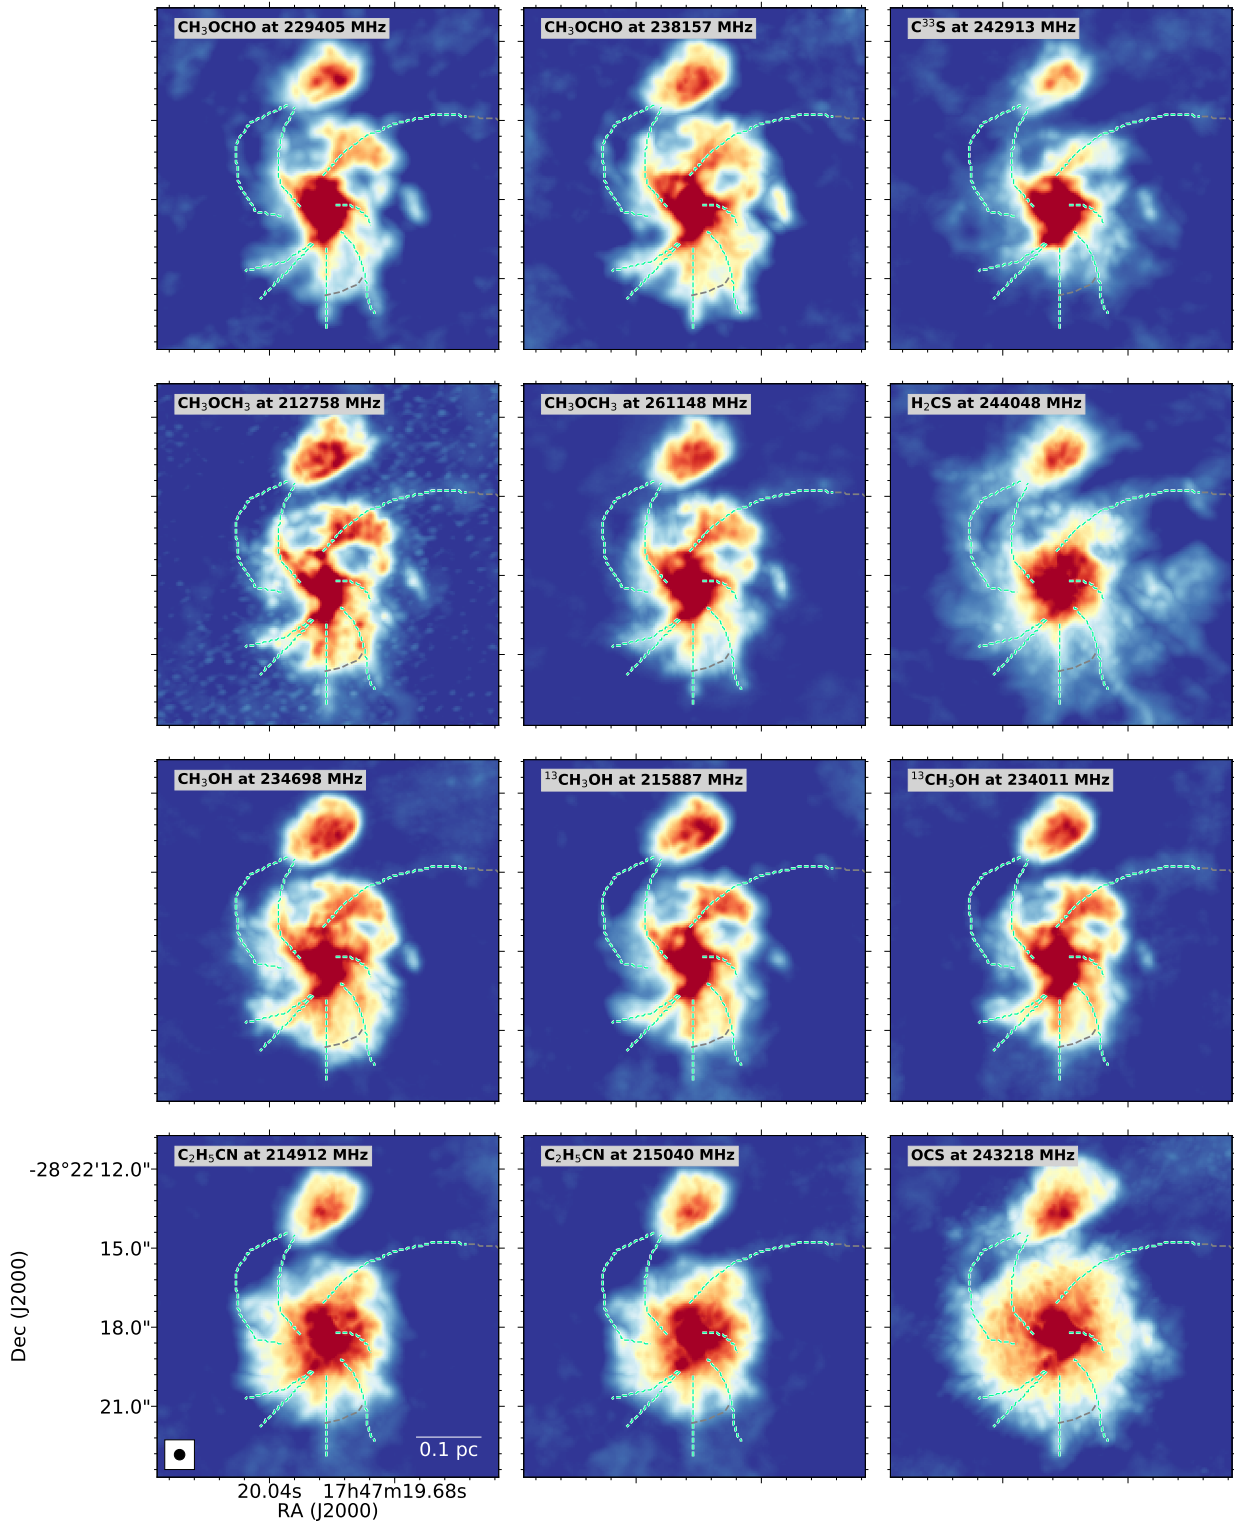 CH₃OCHO at 229405 MHz
CH₃OCHO at 238157 MHz
C³³S at 242913 MHz
CH₃OCH₃ at 212758 MHz
CH₃OCH₃ at 261148 MHz
H₂CS at 244048 MHz
CH₃OH at 234698 MHz
¹³CH₃OH at 215887 MHz
¹³CH₃OH at 234011 MHz
C₂H₅CN at 214912 MHz
C₂H₅CN at 215040 MHz
OCS at 243218 MHz
-28°22'12.0"
15.0"
18.0"
21.0"
Dec (J2000)
0.1 pc
20.04s 17h47m19.68s
RA (J2000)